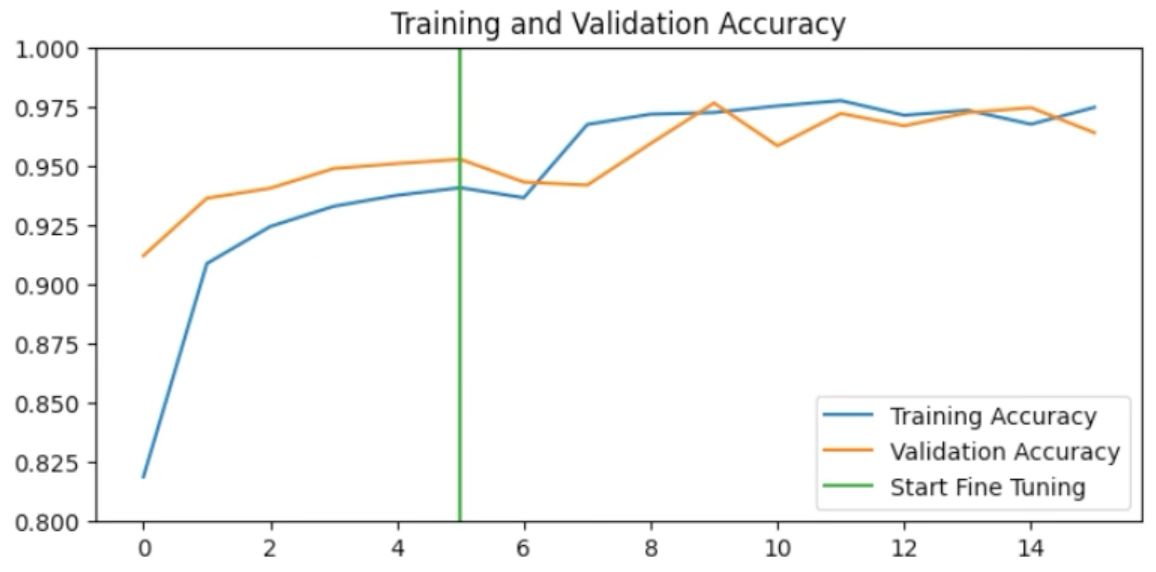 Training and Validation Accuracy
1.000
0.975
0.950
0.925
0.900
0.875
0.850
0.825
0.800
Training Accuracy
Validation Accuracy
Start Fine Tuning
0 2 4 6 8 10 12 14